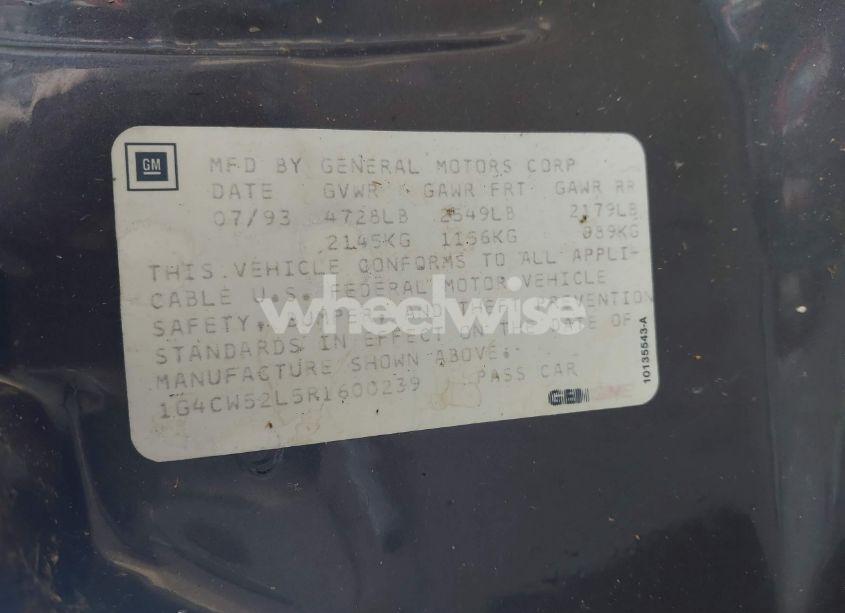 GM
MFD BY GENERAL MOTORS CORP
DATE GVWR GAWR FRT GAWR RR
07/93 4728LB 2549LB 2179LB
2145KG 1156KG 989KG
THIS VEHICLE CONFORMS TO ALL APPLI-
CABLE U.S. FEDERAL MOTOR VEHICLE
SAFETY, BUMPER, AND THEFT PREVENTION
STANDARDS IN EFFECT ON THE DATE OF
MANUFACTURE SHOWN ABOVE.
1G4CW52L5R1600239 PASS CAR
10135543-A
wheelwise